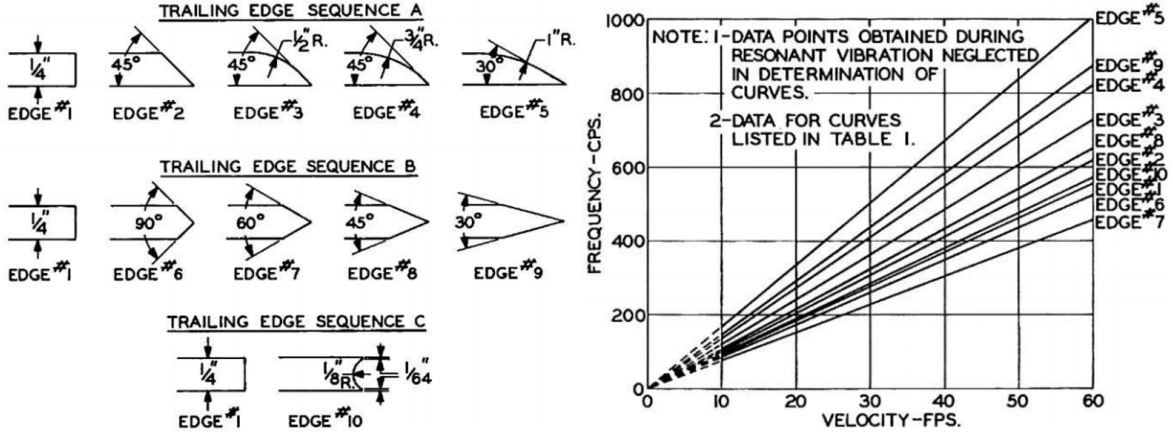 TRAILING EDGE SEQUENCE A
1/4"
45°
45°
1/2" R.
45°
3/4" R.
30°
1" R.
EDGE #1
EDGE #2
EDGE #3
EDGE #4
EDGE #5
TRAILING EDGE SEQUENCE B
1/4"
90°
60°
45°
30°
EDGE #1
EDGE #6
EDGE #7
EDGE #8
EDGE #9
TRAILING EDGE SEQUENCE C
1/4"
1/8" R.
1/64"
EDGE #1
EDGE #10
FREQUENCY-CPS.
1000
800
600
400
200
0
NOTE: 1-DATA POINTS OBTAINED DURING
RESONANT VIBRATION NEGLECTED
IN DETERMINATION OF
CURVES.
2-DATA FOR CURVES
LISTED IN TABLE 1.
EDGE #5
EDGE #9
EDGE #4
EDGE #3
EDGE #8
EDGE #2
EDGE #10
EDGE #1
EDGE #6
EDGE #7
0
10
20
30
40
50
60
VELOCITY-FPS.